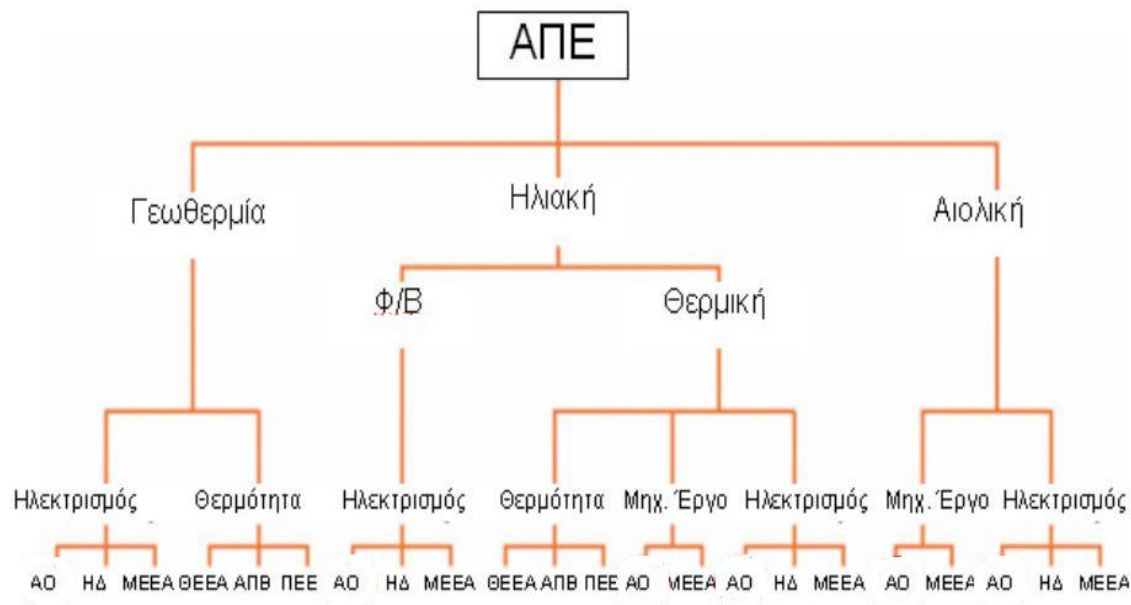 ΑΠΕ
Γεωθερμία Ηλιακή Αιολική
Φ/Β Θερμική
Ηλεκτρισμός Θερμότητα Ηλεκτρισμός Θερμότητα Μηχ. Έργο Ηλεκτρισμός Μηχ. Έργο Ηλεκτρισμός
ΑΟ ΗΔ ΜΕΕΑ ΘΕΕΑ ΑΠΒ ΠΕΕ ΑΟ ΗΔ ΜΕΕΑ ΘΕΕΑ ΑΠΒ ΠΕΕ ΑΟ ΜΕΕΑ ΑΟ ΗΔ ΜΕΕΑ ΑΟ ΜΕΕΑ ΑΟ ΗΔ ΜΕΕΑ